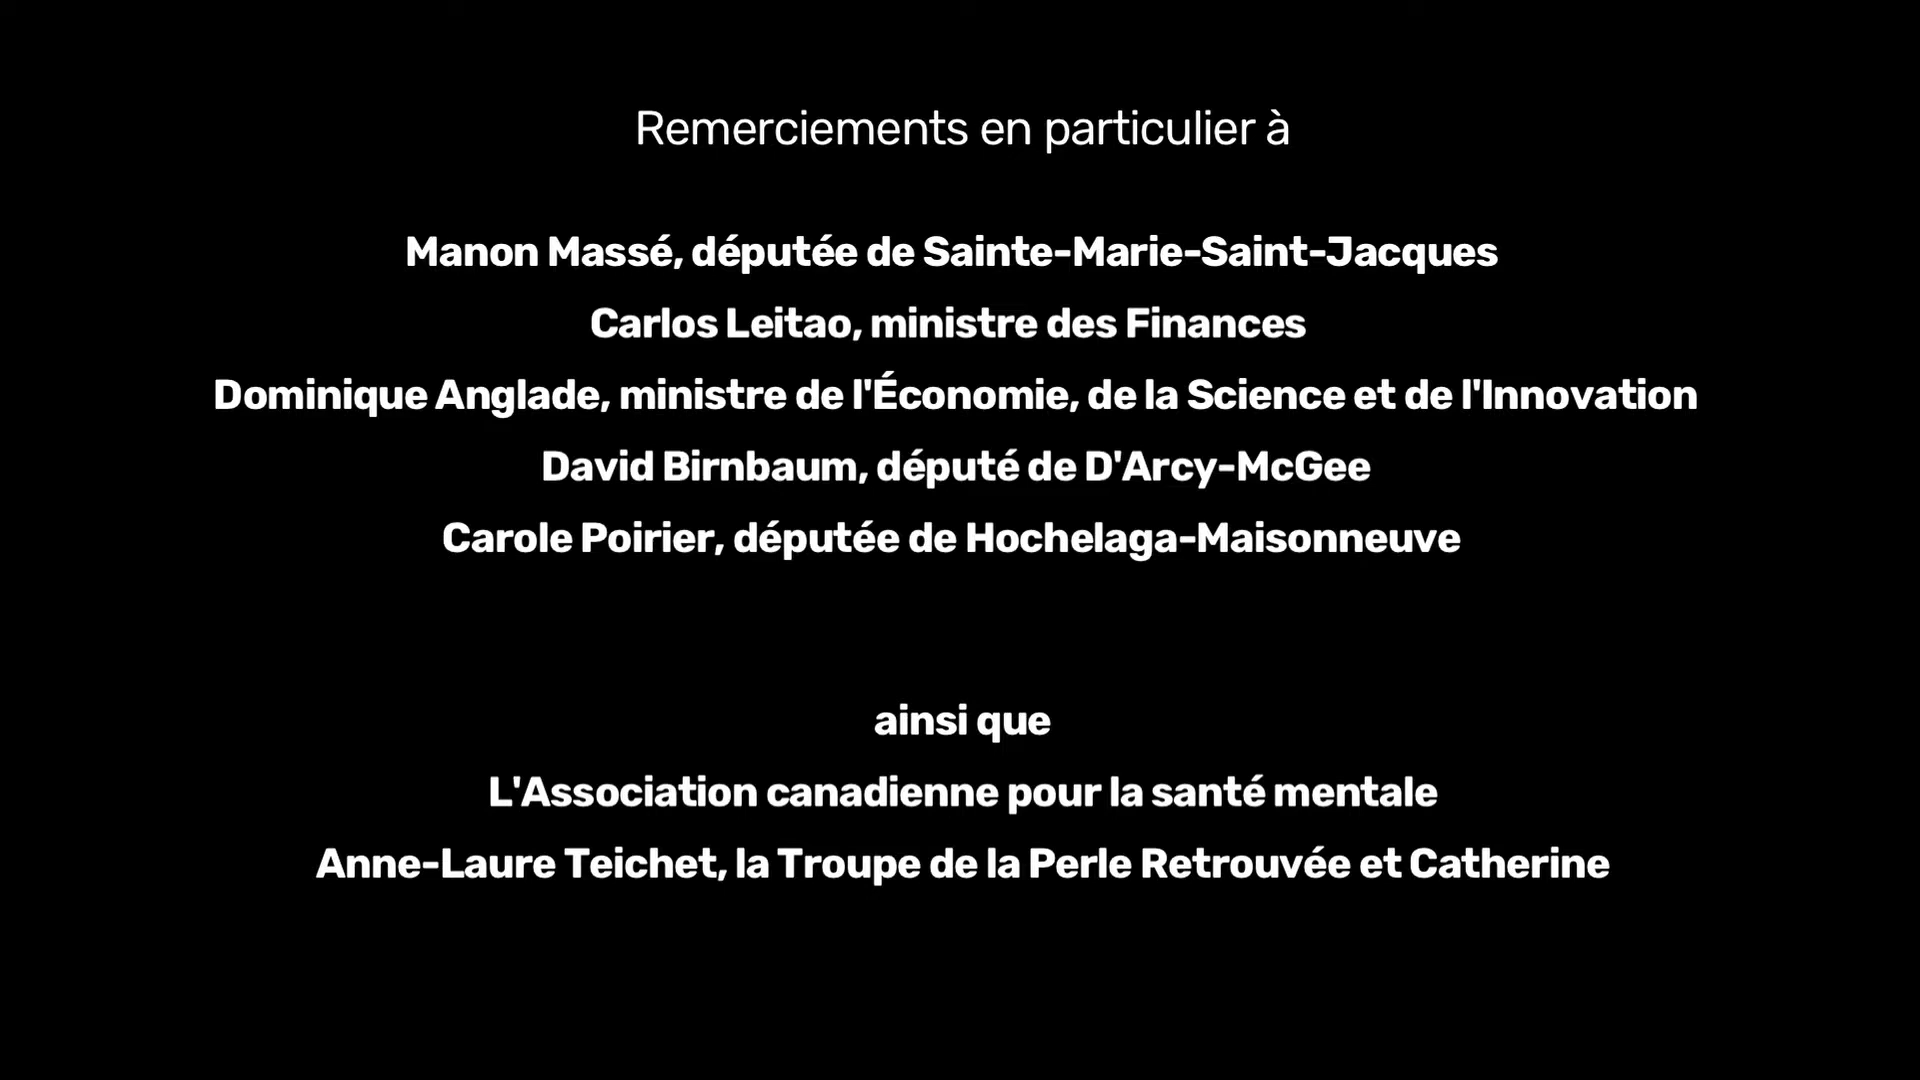 Remerciements en particulier à
Manon Massé, députée de Sainte-Marie-Saint-Jacques
Carlos Leitao, ministre des Finances
Dominique Anglade, ministre de l'Économie, de la Science et de l'Innovation
David Birnbaum, député de D'Arcy-McGee
Carole Poirier, députée de Hochelaga-Maisonneuve
ainsi que
L'Association canadienne pour la santé mentale
Anne-Laure Teichet, la Troupe de la Perle Retrouvée et Catherine